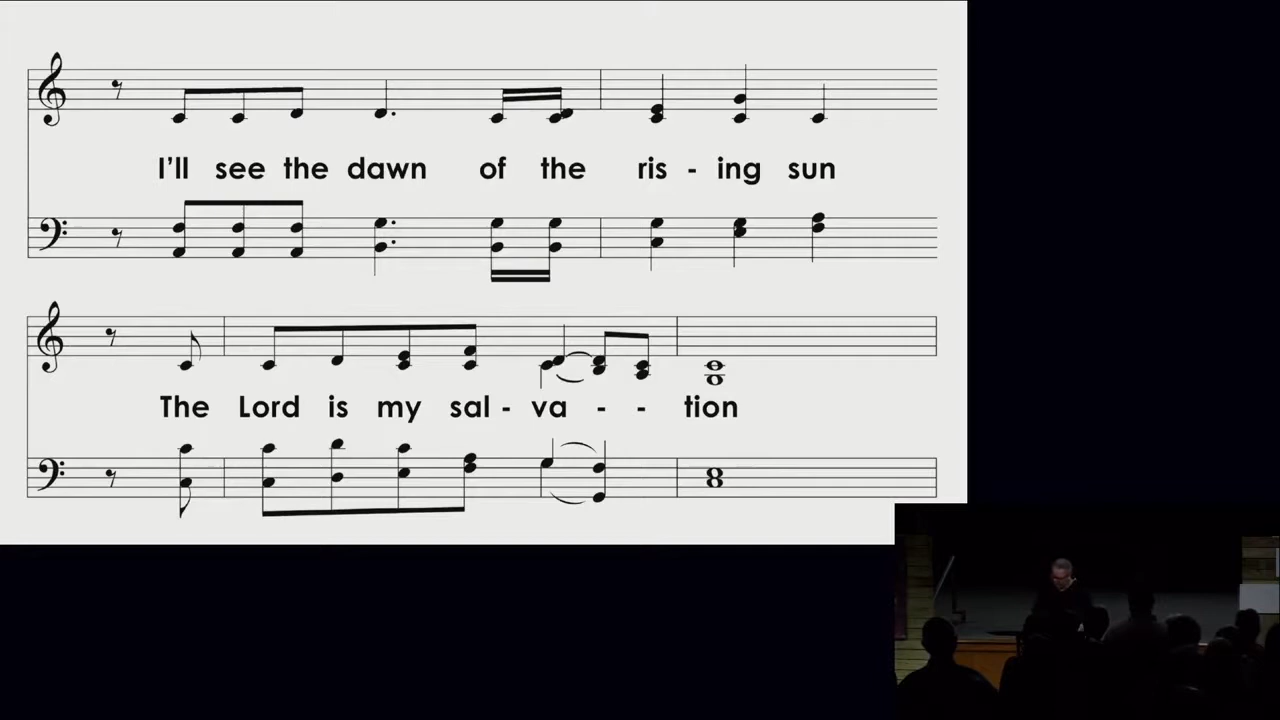 I'll see the dawn of the ris - ing sun
The Lord is my sal - va - - tion